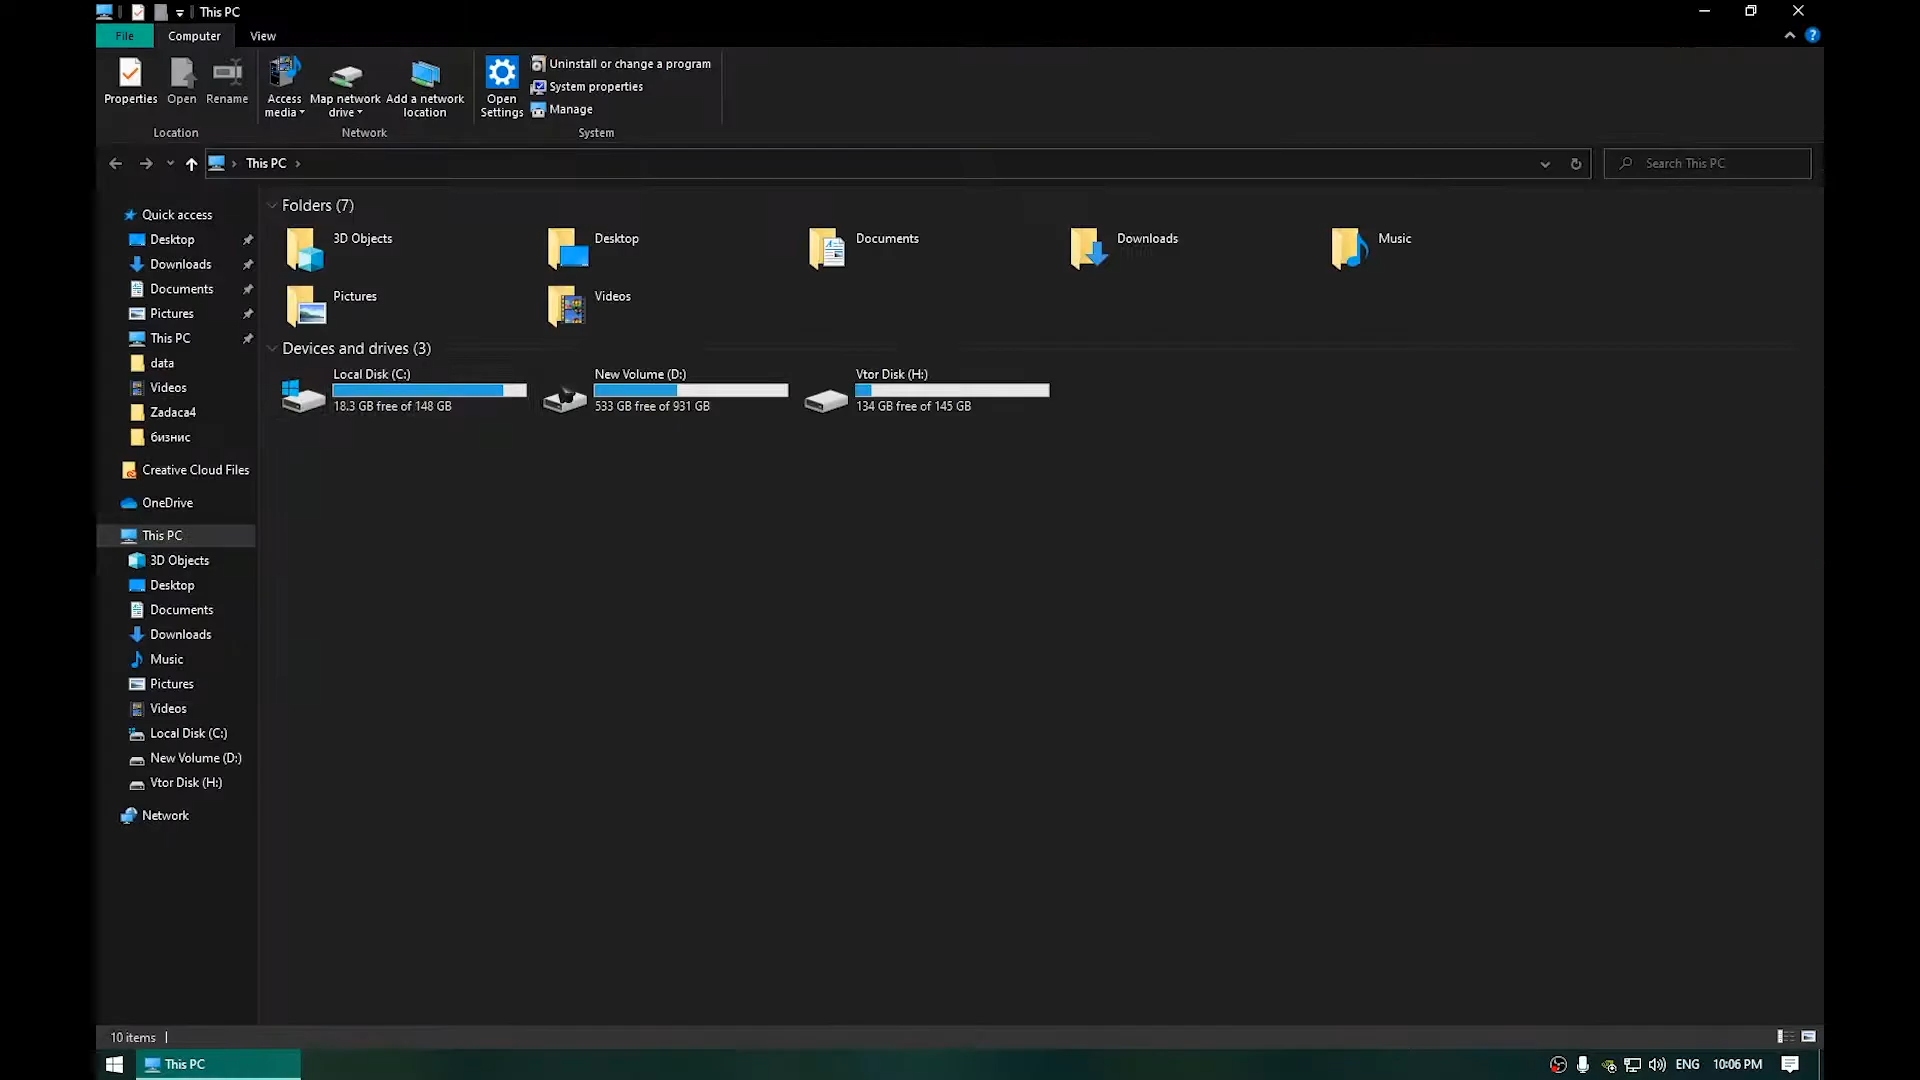 This PC
File
Computer
View
Properties
Open
Rename
Access
media
Map network
drive
Add a network
location
Open
Settings
Uninstall or change a program
System properties
Manage
Location
Network
System
This PC
Search This PC
Quick access
Desktop
Downloads
Documents
Pictures
This PC
data
Videos
Zadaca4
бизнис
Creative Cloud Files
OneDrive
This PC
3D Objects
Desktop
Documents
Downloads
Music
Pictures
Videos
Local Disk (C:)
New Volume (D:)
Vtor Disk (H:)
Network
Folders (7)
3D Objects
Desktop
Documents
Downloads
Music
Pictures
Videos
Devices and drives (3)
Local Disk (C:)
18.3 GB free of 148 GB
New Volume (D:)
533 GB free of 931 GB
Vtor Disk (H:)
134 GB free of 145 GB
10 items
This PC
ENG
10:06 PM